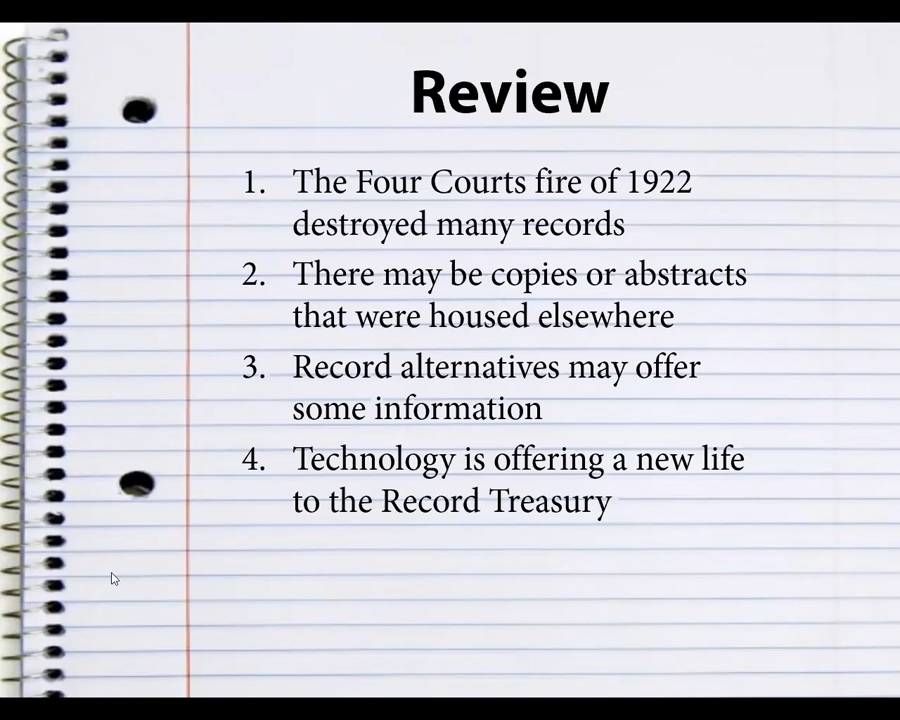 Review
1. The Four Courts fire of 1922
destroyed many records
2. There may be copies or abstracts
that were housed elsewhere
3. Record alternatives may offer
some information
4. Technology is offering a new life
to the Record Treasury